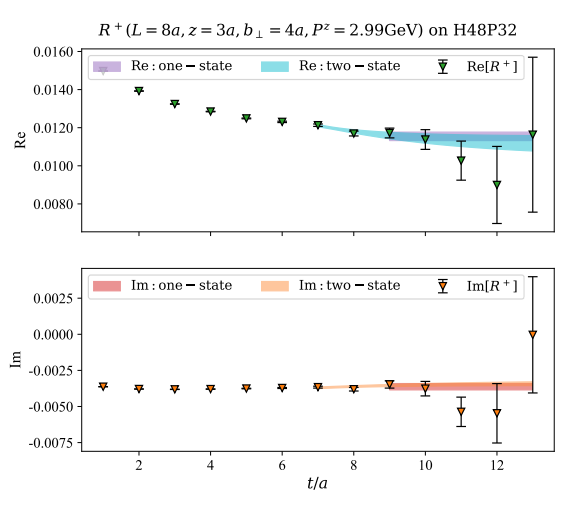 R⁺(L = 8a, z = 3a, b⊥ = 4a, Pᶻ = 2.99GeV) on H48P32
Re : one − state Re : two − state Re[R⁺]
0.0160
0.0140
0.0120
0.0100
0.0080
Re
Im : one − state Im : two − state Im[R⁺]
0.0025
0.0000
-0.0025
-0.0050
-0.0075
Im
2 4 6 8 10 12
t/a